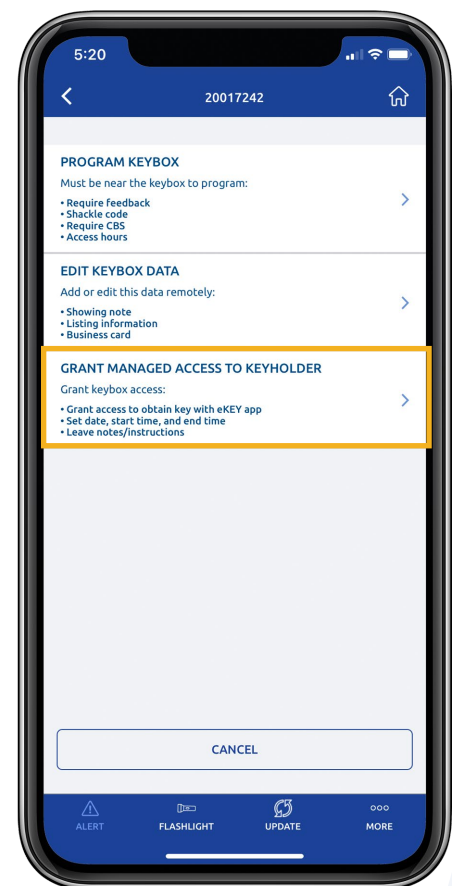 5:20
20017242
PROGRAM KEYBOX
Must be near the keybox to program:
• Require feedback
• Shackle code
• Require CBS
• Access hours
EDIT KEYBOX DATA
Add or edit this data remotely:
• Showing note
• Listing information
• Business card
GRANT MANAGED ACCESS TO KEYHOLDER
Grant keybox access:
• Grant access to obtain key with eKEY app
• Set date, start time, and end time
• Leave notes/instructions
CANCEL
ALERT FLASHLIGHT UPDATE MORE